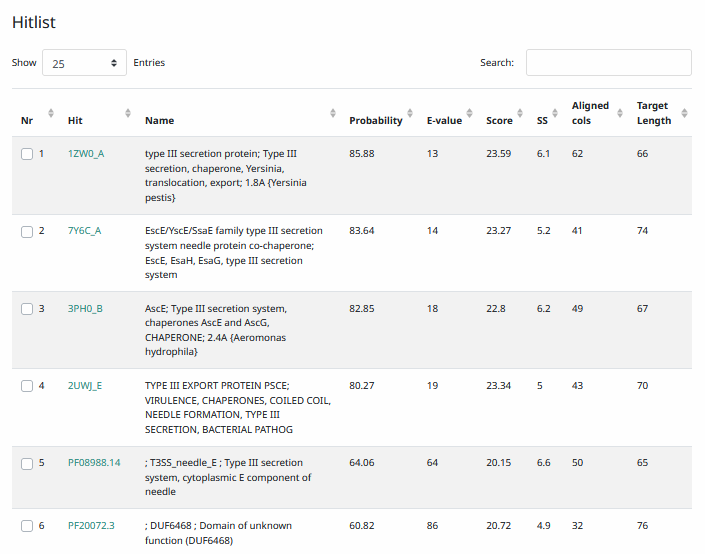 Hitlist
Show 25 Entries Search:
Nr Hit Name Probability E-value Score SS Aligned cols Target Length
1 1ZW0_A type III secretion protein; Type III 85.88 13 23.59 6.1 62 66
secretion, chaperone, Yersinia,
translocation, export; 1.8A {Yersinia
pestis}
2 7Y6C_A EscE/YscE/SsaE family type III secretion 83.64 14 23.27 5.2 41 74
system needle protein co-chaperone;
EscE, EsaH, EsaG, type III secretion
system
3 3PH0_B AscE; Type III secretion system, 82.85 18 22.8 6.2 49 67
chaperones AscE and AscG,
CHAPERONE; 2.4A {Aeromonas
hydrophila}
4 2UWJ_E TYPE III EXPORT PROTEIN PSCE; 80.27 19 23.34 5 43 70
VIRULENCE, CHAPERONES, COILED COIL,
NEEDLE FORMATION, TYPE III
SECRETION, BACTERIAL PATHOG
5 PF08988.14 ; T3SS_needle_E ; Type III secretion 64.06 64 20.15 6.6 50 65
system, cytoplasmic E component of
needle
6 PF20072.3 ; DUF6468 ; Domain of unknown 60.82 86 20.72 4.9 32 76
function (DUF6468)